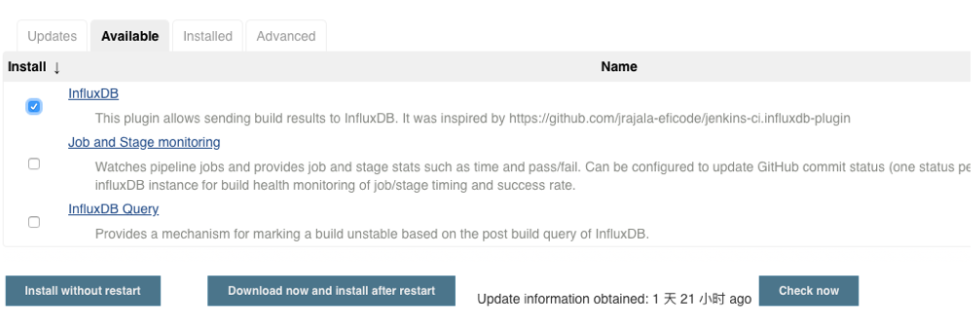 Updates Available Installed Advanced
Install ↓ Name
InfluxDB
This plugin allows sending build results to InfluxDB. It was inspired by https://github.com/jrajala-eficode/jenkins-ci.influxdb-plugin
Job and Stage monitoring
Watches pipeline jobs and provides job and stage stats such as time and pass/fail. Can be configured to update GitHub commit status (one status
influxDB instance for build health monitoring of job/stage timing and success rate.
InfluxDB Query
Provides a mechanism for marking a build unstable based on the post build query of InfluxDB.
Install without restart Download now and install after restart Update information obtained: 1 天 21 小时 ago Check now